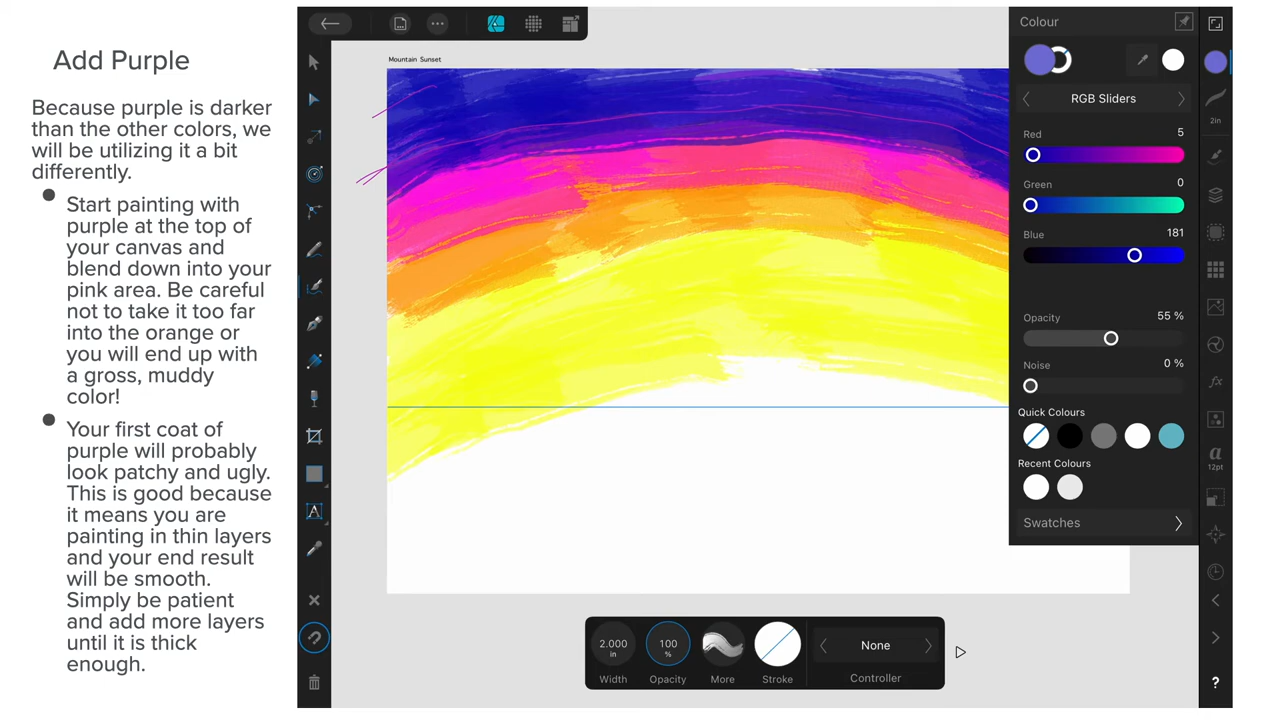 Add Purple
Because purple is darker
than the other colors, we
will be utilizing it a bit
differently.
Start painting with
purple at the top of
your canvas and
blend down into your
pink area. Be careful
not to take it too far
into the orange or
you will end up with
a gross, muddy
color!
Your first coat of
purple will probably
look patchy and ugly.
This is good because
it means you are
painting in thin layers
and your end result
will be smooth.
Simply be patient
and add more layers
until it is thick
enough.
Mountain Sunset
Colour
RGB Sliders
Red 5
Green 0
Blue 181
Opacity 55 %
Noise 0 %
Quick Colours
Recent Colours
Swatches
2in
a
12pt
?
A
2.000
in
Width
100
%
Opacity
More
Stroke
None
Controller